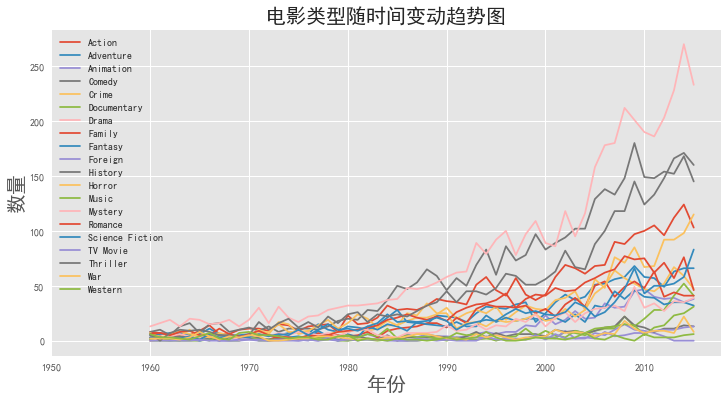 电影类型随时间变动趋势图
数量
250
200
150
100
50
0
Action
Adventure
Animation
Comedy
Crime
Documentary
Drama
Family
Fantasy
Foreign
History
Horror
Music
Mystery
Romance
Science Fiction
TV Movie
Thriller
War
Western
1950 1960 1970 1980 1990 2000 2010
年份